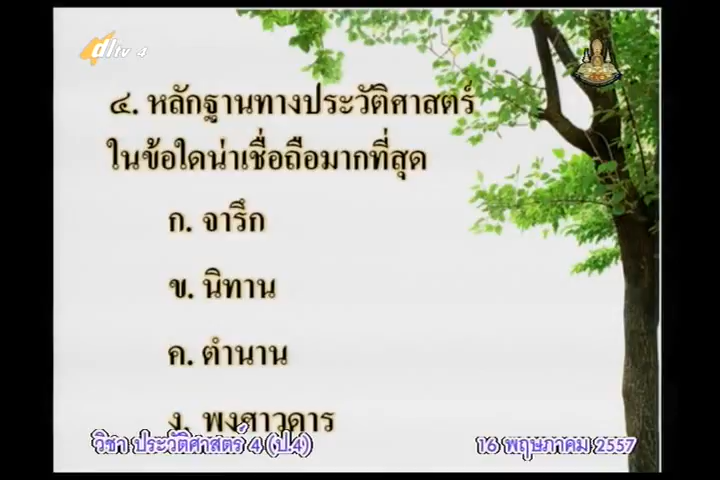 dltv 4
๔. หลักฐานทางประวัติศาสตร์
ในข้อใดน่าเชื่อถือมากที่สุด
ก. จารึก
ข. นิทาน
ค. ตำนาน
ง. พงศาวดาร
วิชา ประวัติศาสตร์ 4 (ป.4) 16 พฤษภาคม 2557